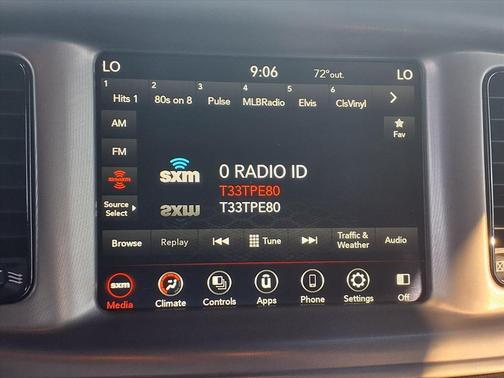 LO 9:06 72°out. LO
1 2 3 4 5 6
Hits 1 80s on 8 Pulse MLBRadio Elvis ClsVinyl
AM
Fav
FM
sxm 0 RADIO ID
siriusxm T33TPE80
Source Select sxm T33TPE80
Browse Replay Tune Traffic & Weather Audio
sxm
Media Climate Controls Apps Phone Settings Off